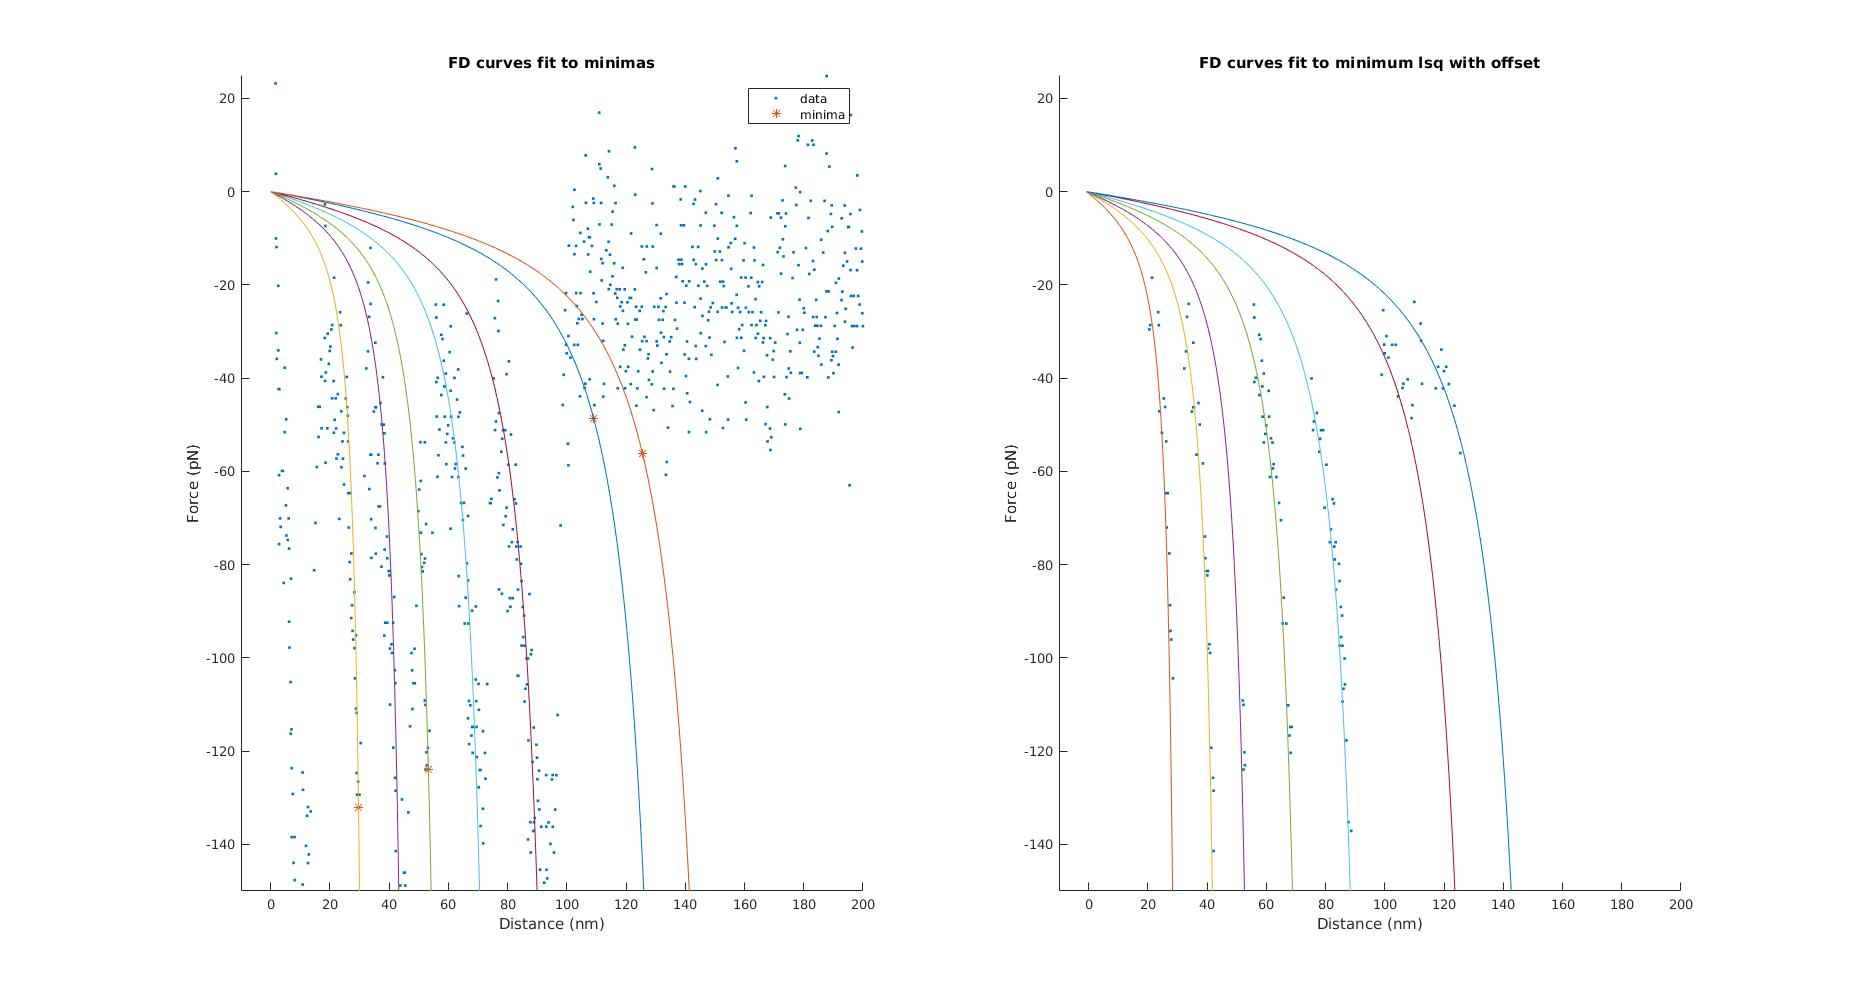 FD curves fit to minimas
FD curves fit to minimum lsq with offset
data
minima
20
0
-20
-40
-60
-80
-100
-120
-140
Force (pN)
0 20 40 60 80 100 120 140 160 180 200
Distance (nm)
20
0
-20
-40
-60
-80
-100
-120
-140
Force (pN)
0 20 40 60 80 100 120 140 160 180 200
Distance (nm)